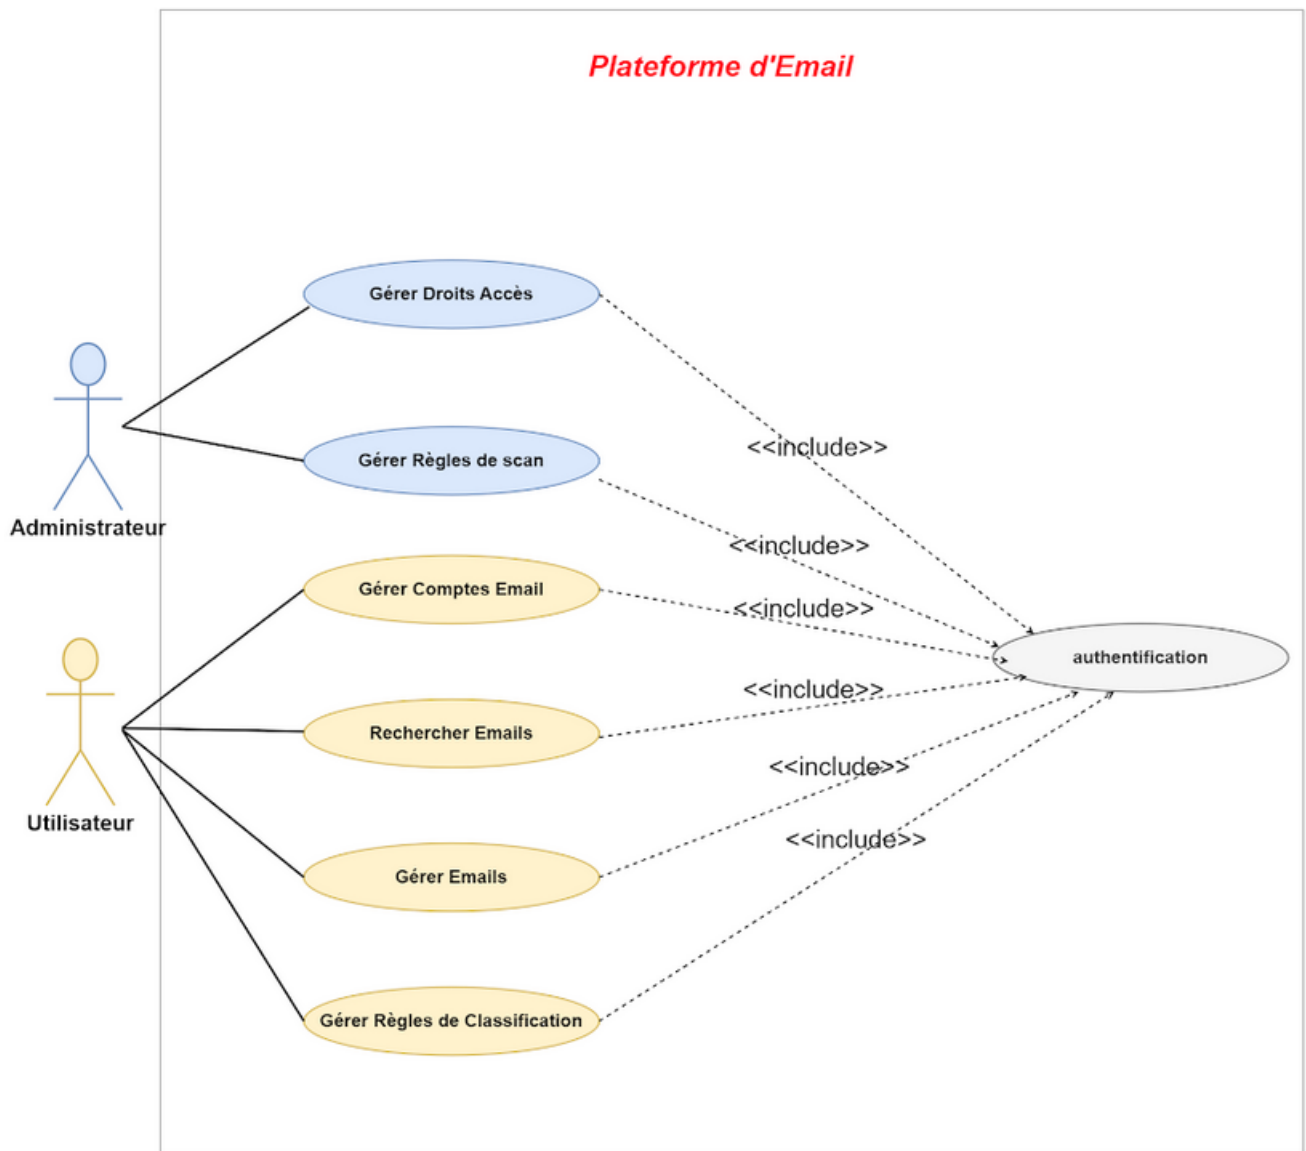 Plateforme d'Email
Gérer Droits Accès
<<include>>
Gérer Règles de scan
Administrateur
<<include>>
Gérer Comptes Email
<<include>>
authentification
<<include>>
Rechercher Emails
<<include>>
Utilisateur
<<include>>
Gérer Emails
Gérer Règles de Classification